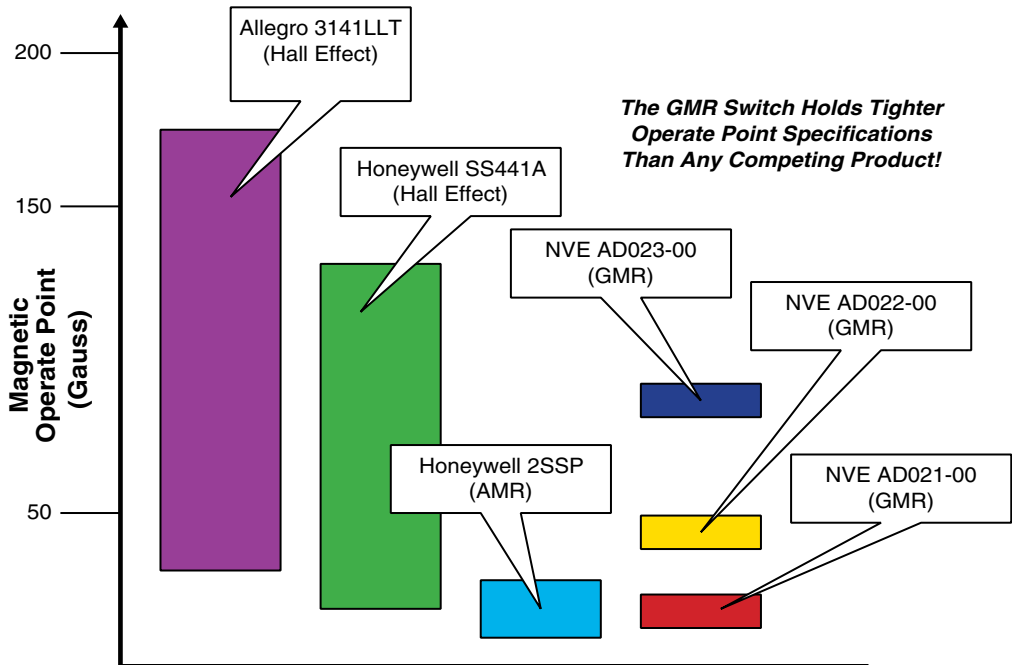 200
150
50
Magnetic
Operate Point
(Gauss)
Allegro 3141LLT
(Hall Effect)
Honeywell SS441A
(Hall Effect)
The GMR Switch Holds Tighter
Operate Point Specifications
Than Any Competing Product!
NVE AD023-00
(GMR)
NVE AD022-00
(GMR)
Honeywell 2SSP
(AMR)
NVE AD021-00
(GMR)